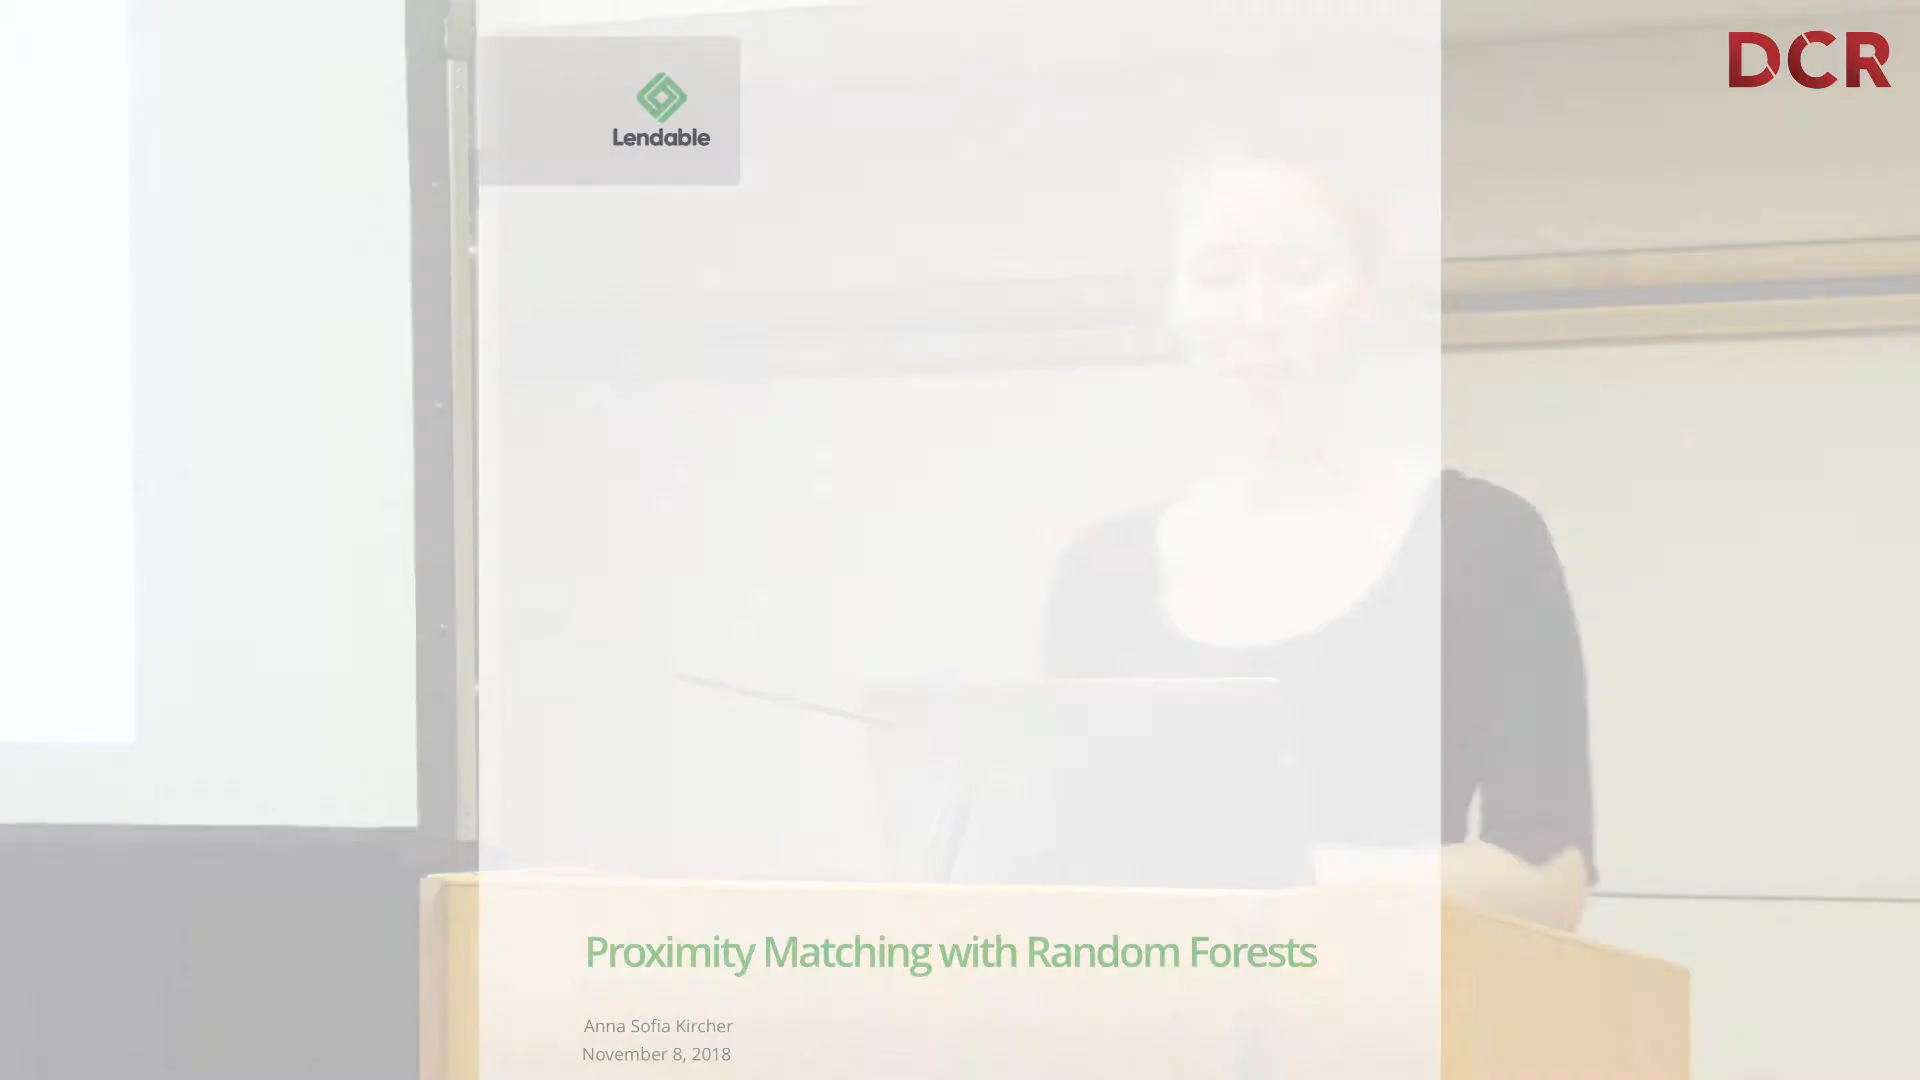 DCR
Lendable
Proximity Matching with Random Forests
Anna Sofia Kircher
November 8, 2018